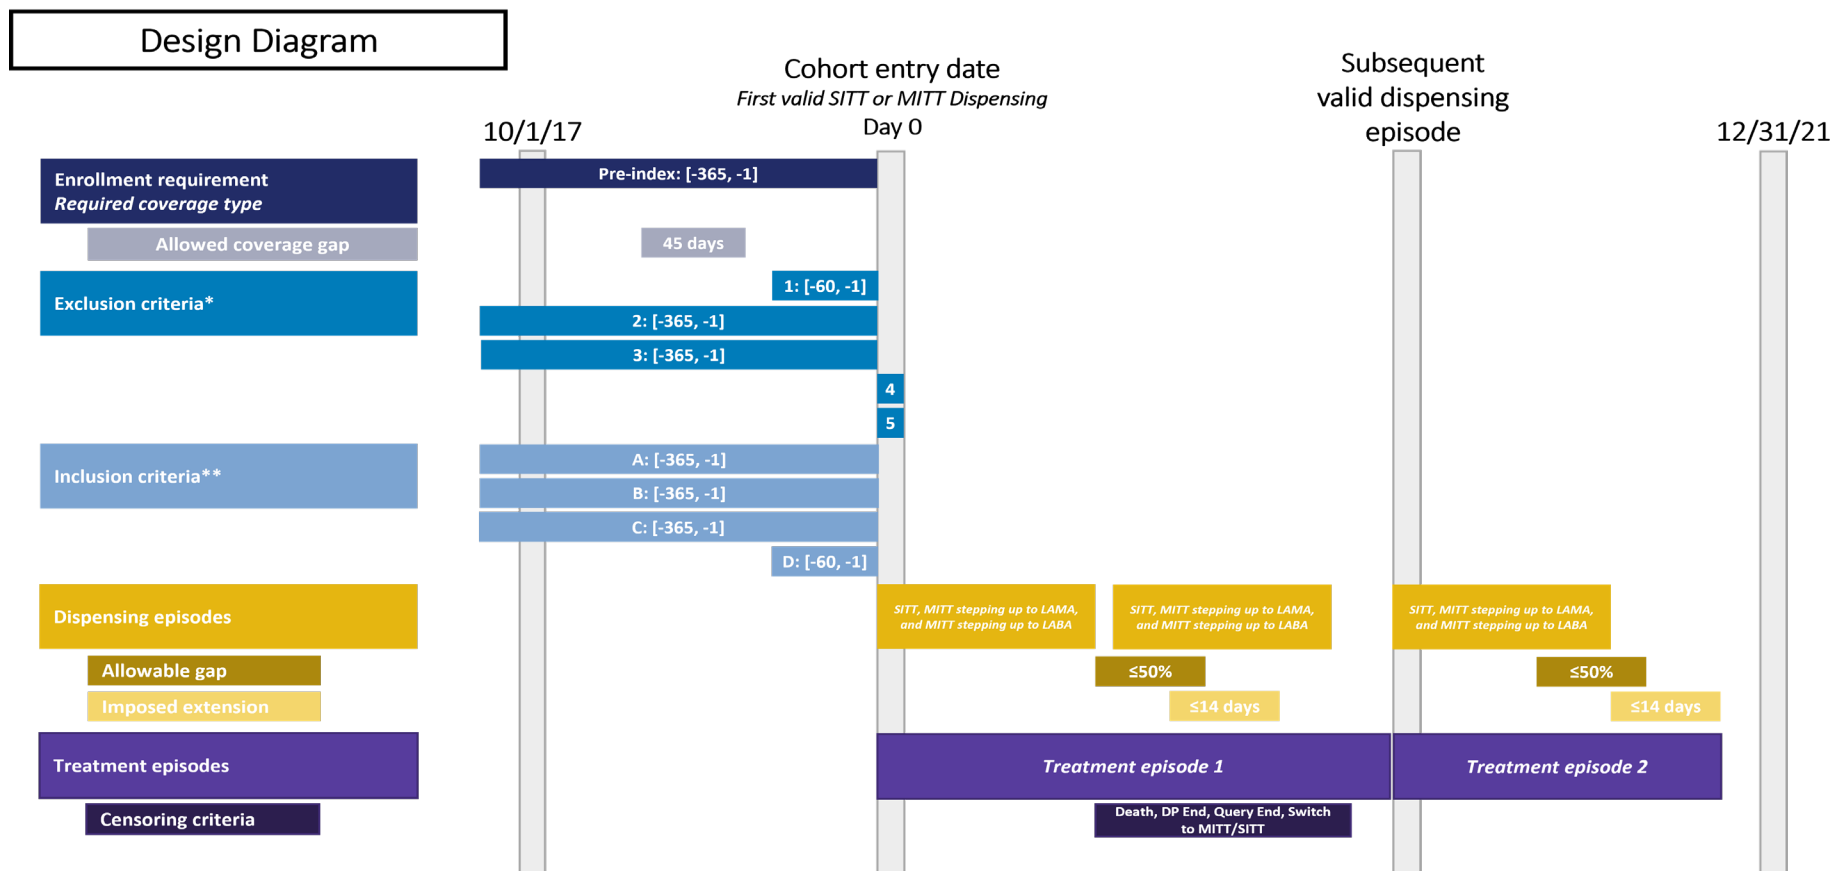 Design Diagram
Cohort entry date
First valid SITT or MITT Dispensing
Day 0
Subsequent
valid dispensing
episode
10/1/17
12/31/21
Enrollment requirement
Required coverage type
Pre-index: [-365, -1]
Allowed coverage gap
45 days
Exclusion criteria*
1: [-60, -1]
2: [-365, -1]
3: [-365, -1]
4
5
Inclusion criteria**
A: [-365, -1]
B: [-365, -1]
C: [-365, -1]
D: [-60, -1]
Dispensing episodes
SITT, MITT stepping up to LAMA,
and MITT stepping up to LABA
SITT, MITT stepping up to LAMA,
and MITT stepping up to LABA
SITT, MITT stepping up to LAMA,
and MITT stepping up to LABA
Allowable gap
≤50%
≤50%
Imposed extension
≤14 days
≤14 days
Treatment episodes
Treatment episode 1
Treatment episode 2
Censoring criteria
Death, DP End, Query End, Switch
to MITT/SITT